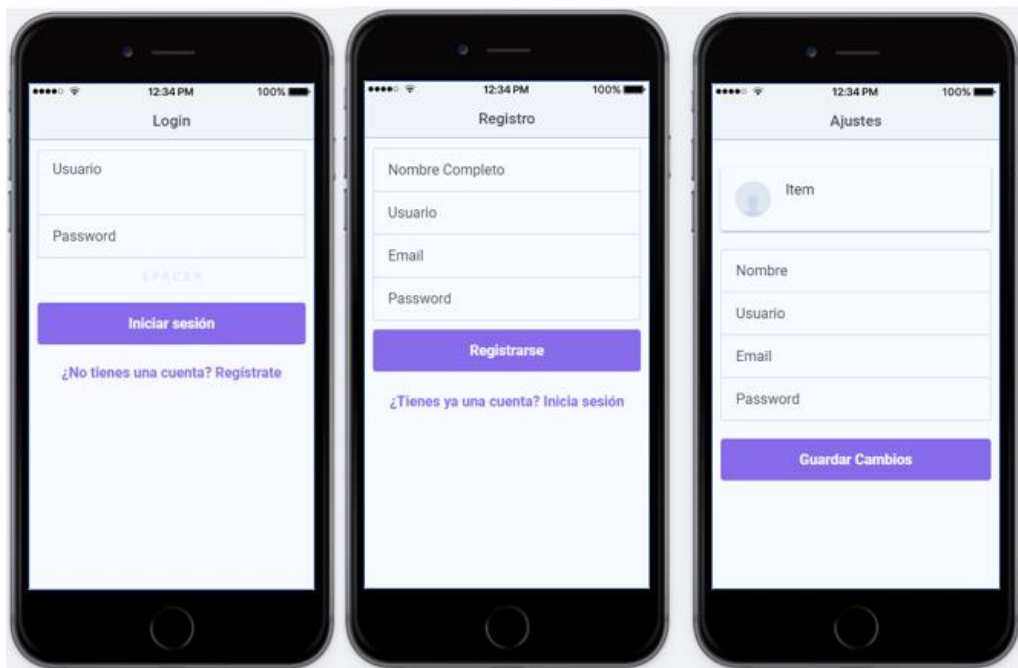 12:34 PM 100%
Login
Usuario
Password
SPACER
Iniciar sesión
¿No tienes una cuenta? Regístrate
12:34 PM 100%
Registro
Nombre Completo
Usuario
Email
Password
Registrarse
¿Tienes ya una cuenta? Inicia sesión
12:34 PM 100%
Ajustes
Item
Nombre
Usuario
Email
Password
Guardar Cambios